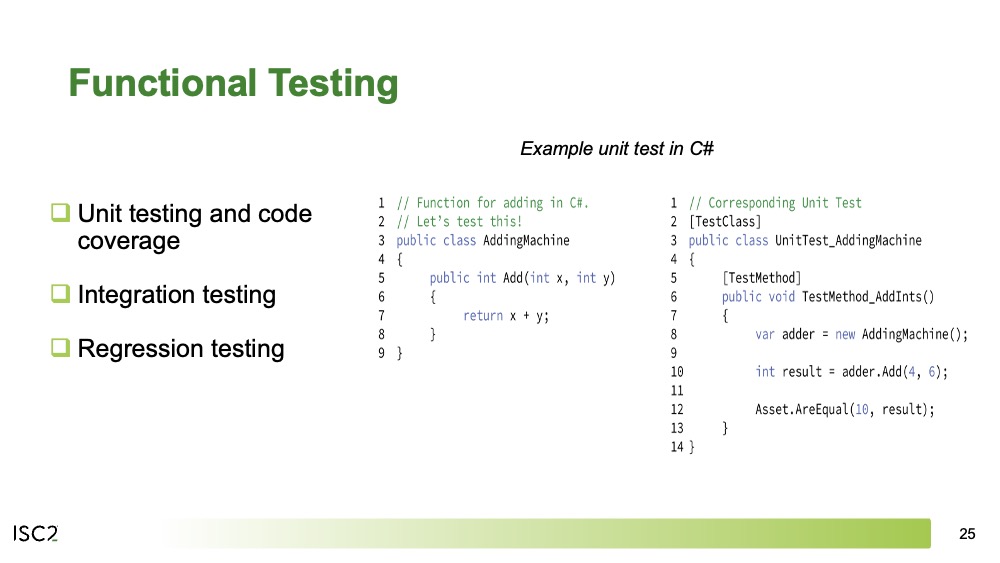 Functional Testing
Example unit test in C#
Unit testing and code
coverage
Integration testing
Regression testing
1 // Function for adding in C#.
2 // Let's test this!
3 public class AddingMachine
4 {
5 public int Add(int x, int y)
6 {
7 return x + y;
8 }
9 }
1 // Corresponding Unit Test
2 [TestClass]
3 public class UnitTest_AddingMachine
4 {
5 [TestMethod]
6 public void TestMethod_AddInts()
7 {
8 var adder = new AddingMachine();
9
10 int result = adder.Add(4, 6);
11
12 Asset.AreEqual(10, result);
13 }
14 }
ISC2
25